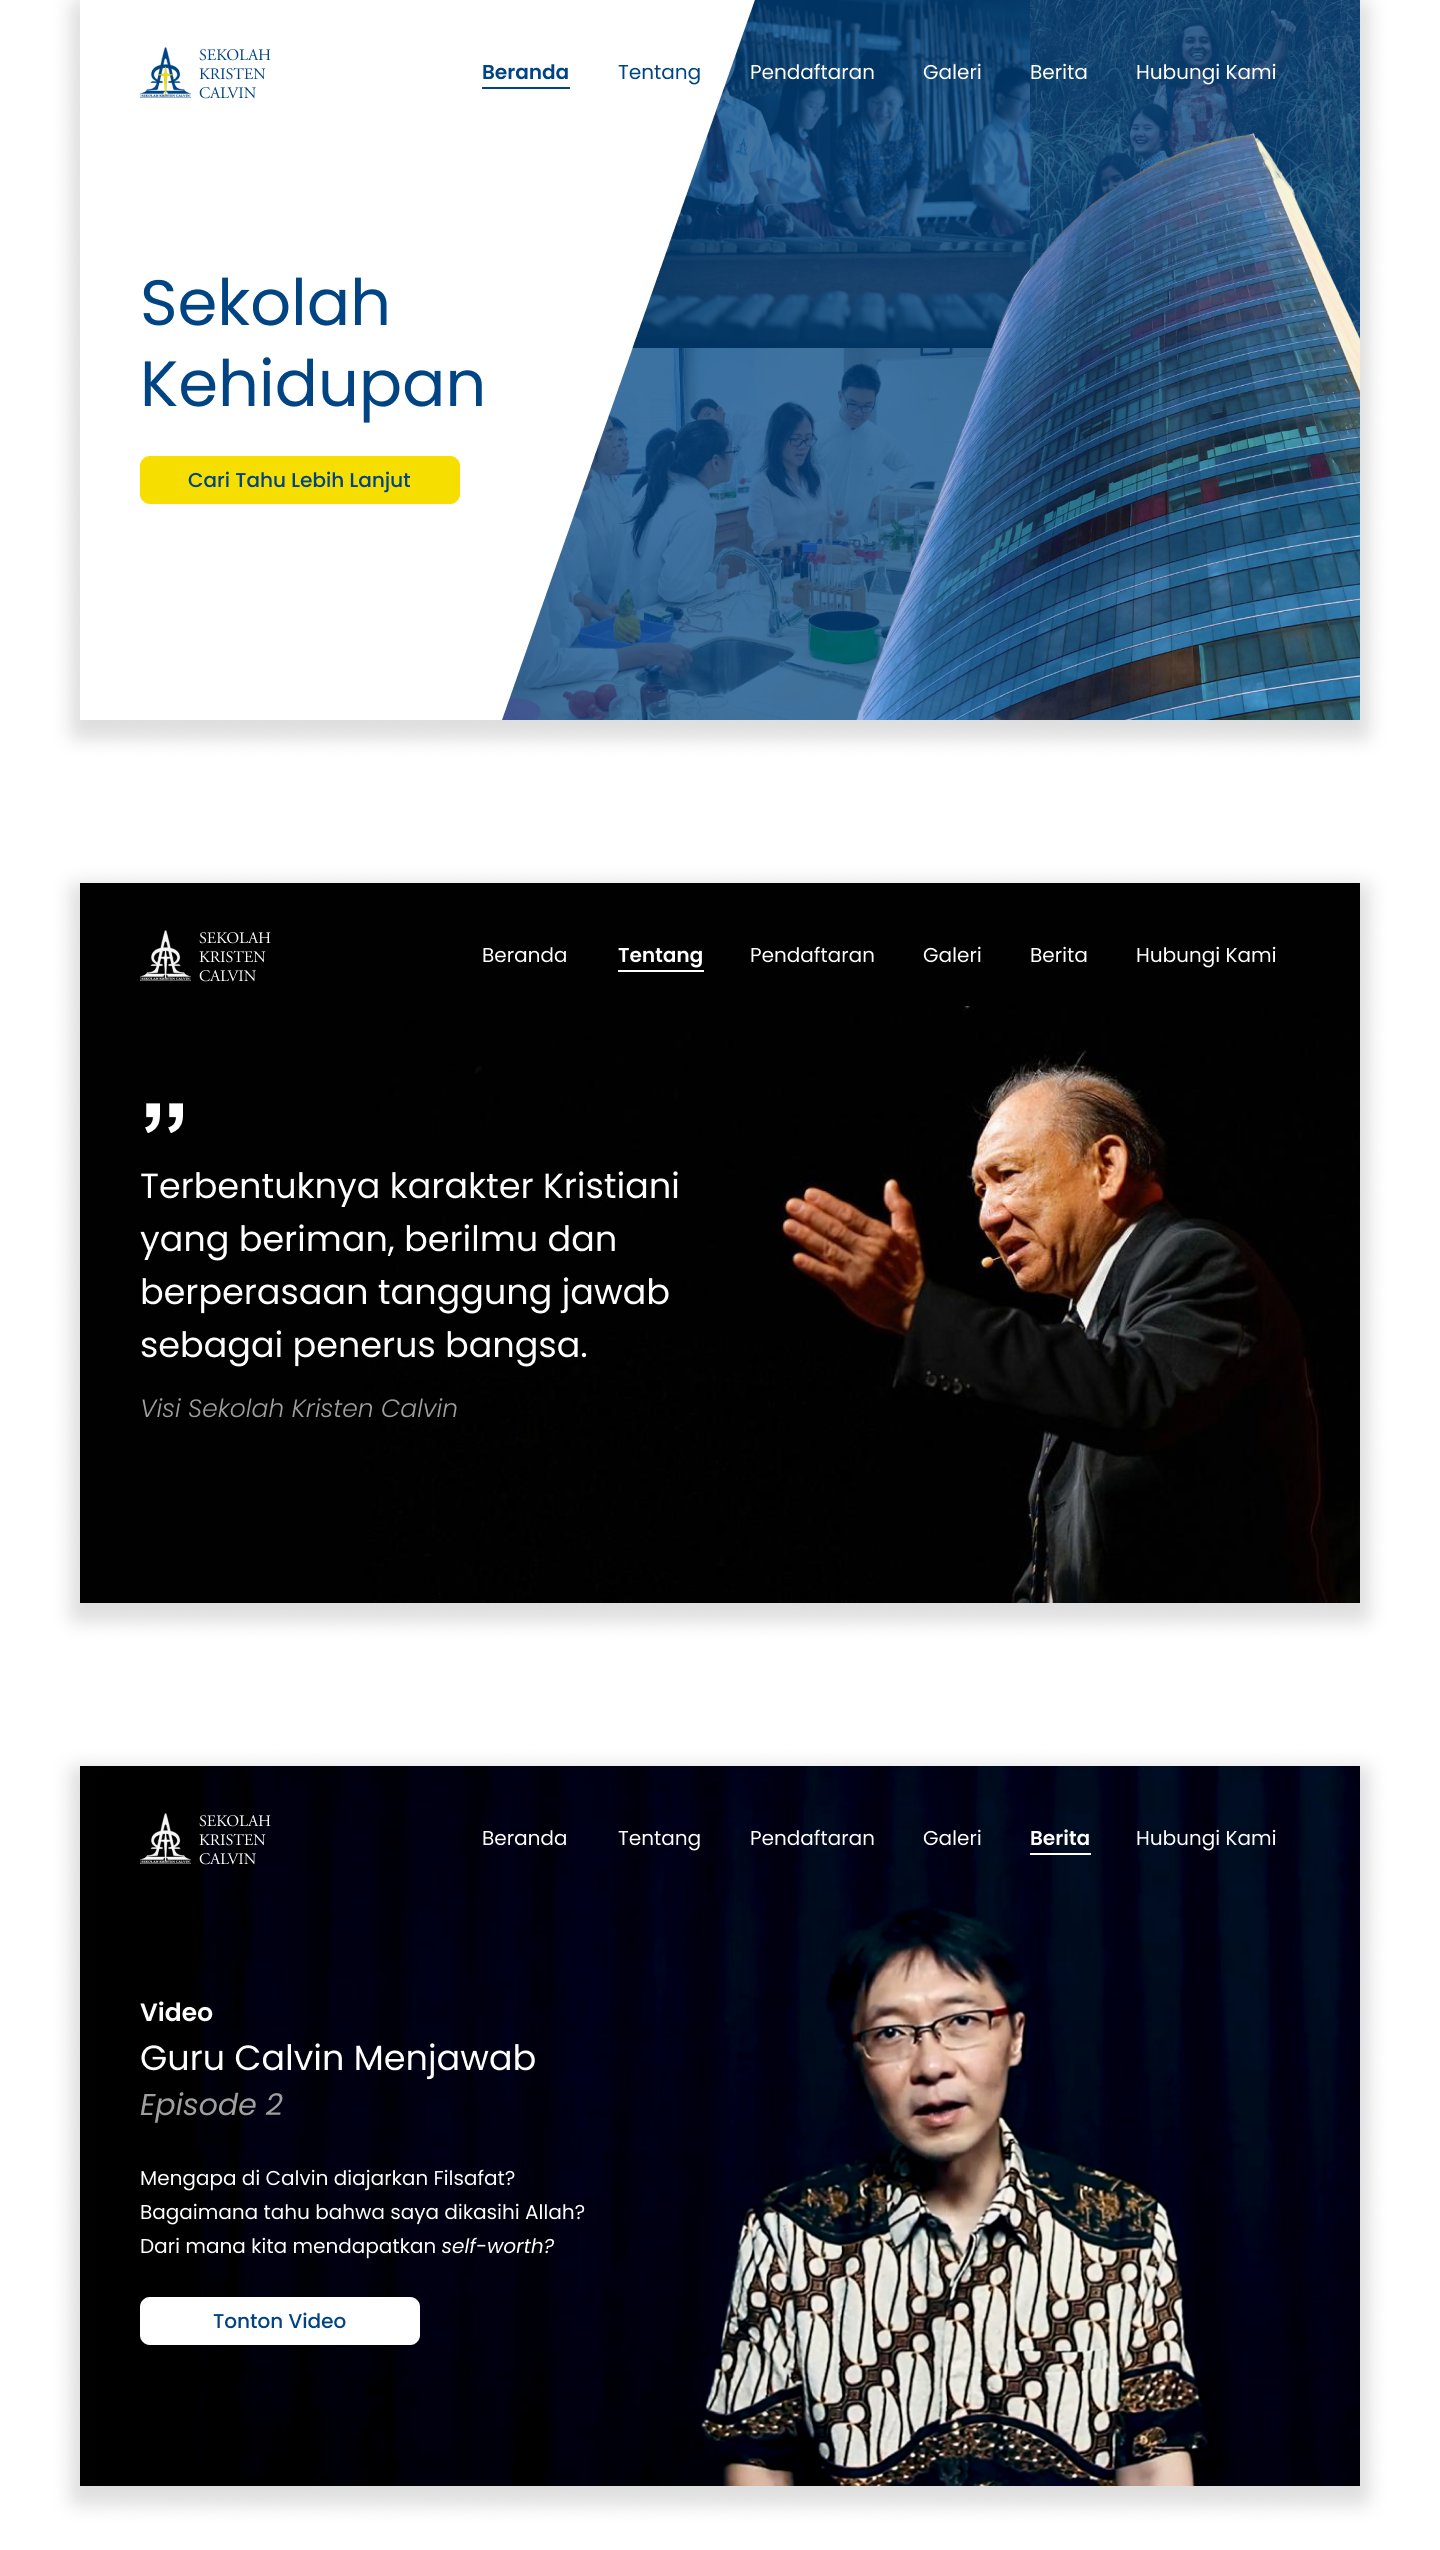 SEKOLAH
KRISTEN
CALVIN
Beranda Tentang Pendaftaran Galeri Berita Hubungi Kami
Sekolah
Kehidupan
Cari Tahu Lebih Lanjut
SEKOLAH
KRISTEN
CALVIN
Beranda Tentang Pendaftaran Galeri Berita Hubungi Kami
”
Terbentuknya karakter Kristiani
yang beriman, berilmu dan
berperasaan tanggung jawab
sebagai penerus bangsa.
Visi Sekolah Kristen Calvin
SEKOLAH
KRISTEN
CALVIN
Beranda Tentang Pendaftaran Galeri Berita Hubungi Kami
Video
Guru Calvin Menjawab
Episode 2
Mengapa di Calvin diajarkan Filsafat?
Bagaimana tahu bahwa saya dikasihi Allah?
Dari mana kita mendapatkan self-worth?
Tonton Video